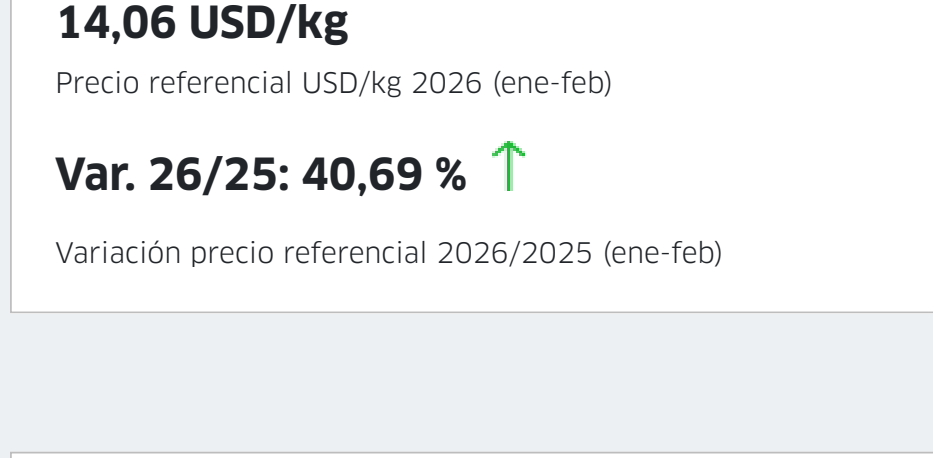 14,06 USD/kg
Precio referencial USD/kg 2026 (ene-feb)
Var. 26/25: 40,69 %
Variación precio referencial 2026/2025 (ene-feb)